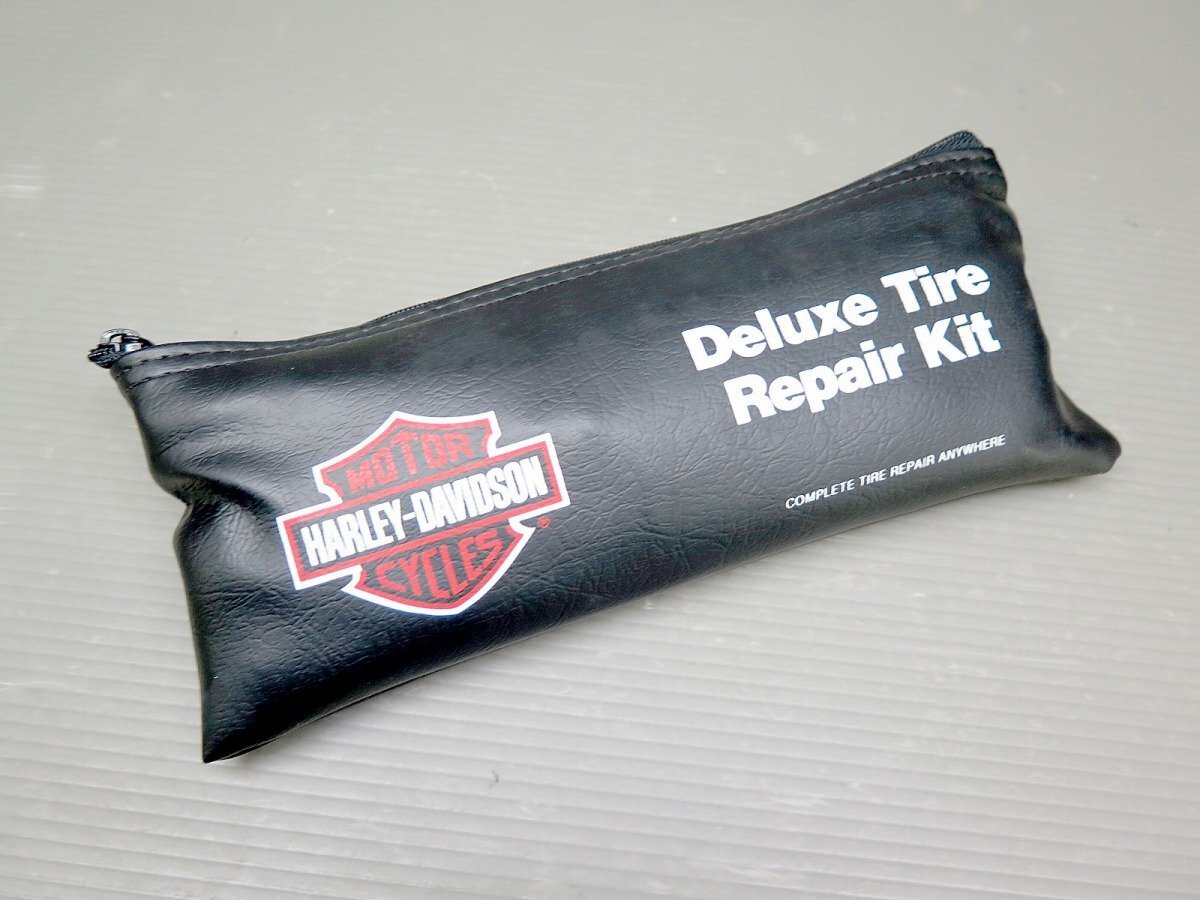 Deluxe Tire
Repair Kit
COMPLETE TIRE REPAIR ANYWHERE
MOTOR
HARLEY-DAVIDSON
CYCLES
®